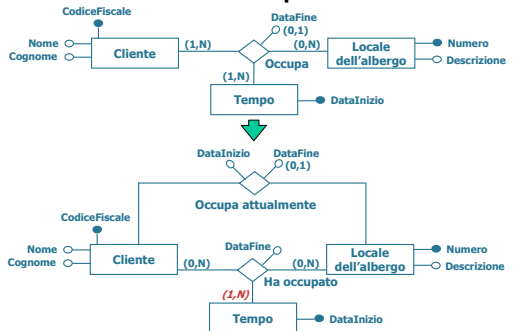 CodiceFiscale
DataFine
(0,1)
Nome
Cognome
Cliente
(1,N)
(0,N)
Occupa
Locale
dell'albergo
Numero
Descrizione
(1,N)
Tempo
DataInizio
DataInizio
DataFine
(0,1)
Occupa attualmente
CodiceFiscale
DataFine
Nome
Cognome
Cliente
(0,N)
(0,N)
Ha occupato
Locale
dell'albergo
Numero
Descrizione
(1,N)
Tempo
DataInizio